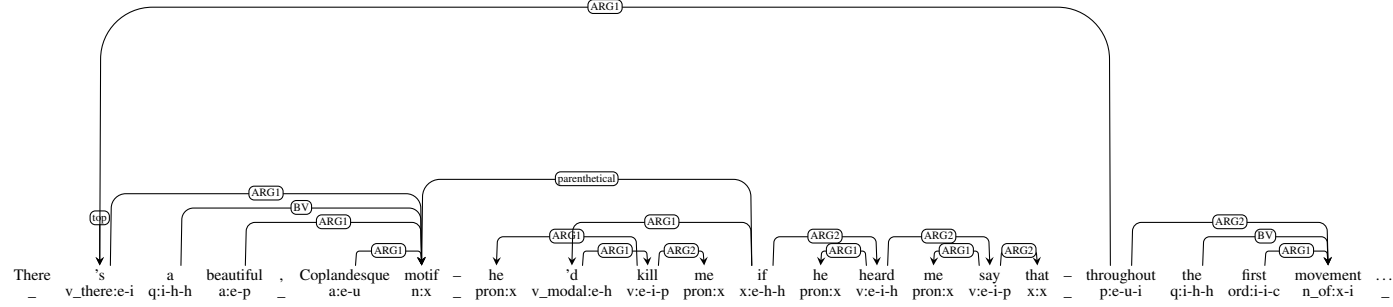 ARG1
parenthetical
ARG1
BV
top ARG1 ARG1 ARG2
ARG1 ARG2 ARG2 BV
ARG1 ARG1 ARG2 ARG1 ARG1 ARG2 ARG1
There 's a beautiful , Coplandesque motif – he 'd kill me if he heard me say that – throughout the first movement ...
_ v_there:e-i q:i-h-h a:e-p _ a:e-u n:x _ pron:x v_modal:e-h v:e-i-p pron:x x:e-h-h pron:x v:e-i-h pron:x v:e-i-p x:x _ p:e-u-i q:i-h-h ord:i-i-c n_of:x-i _